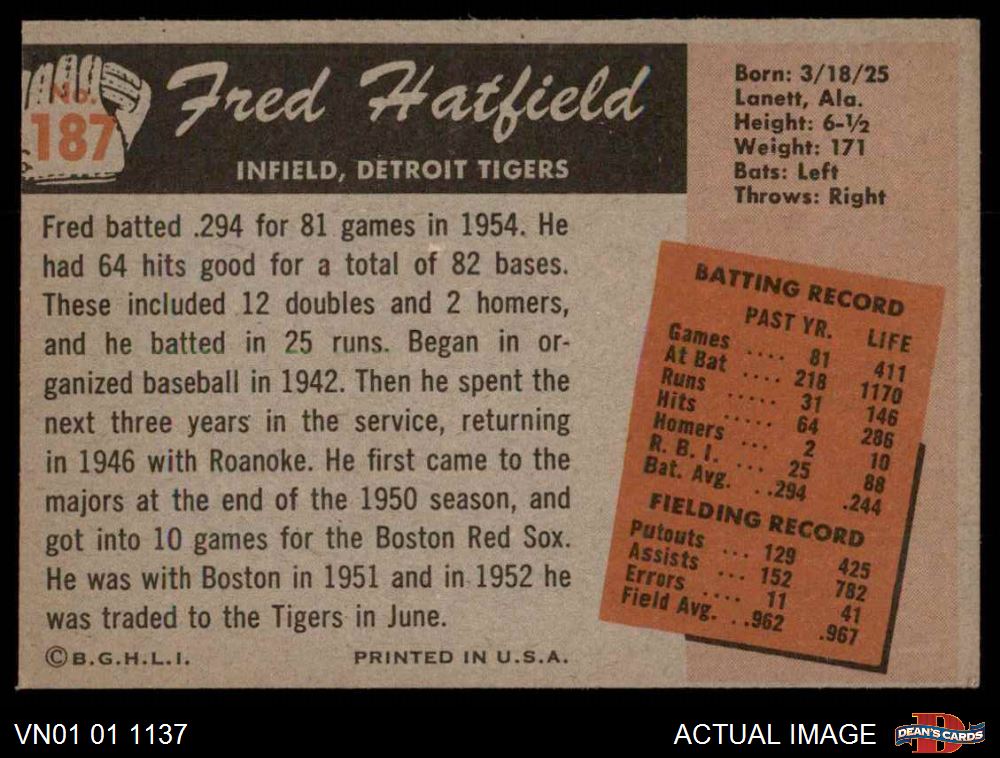 No.
187
Fred Hatfield
INFIELD, DETROIT TIGERS
Born: 3/18/25
Lanett, Ala.
Height: 6-½
Weight: 171
Bats: Left
Throws: Right
Fred batted .294 for 81 games in 1954. He
had 64 hits good for a total of 82 bases.
These included 12 doubles and 2 homers,
and he batted in 25 runs. Began in or-
ganized baseball in 1942. Then he spent the
next three years in the service, returning
in 1946 with Roanoke. He first came to the
majors at the end of the 1950 season, and
got into 10 games for the Boston Red Sox.
He was with Boston in 1951 and in 1952 he
was traded to the Tigers in June.
©B.G.H.L.I. PRINTED IN U.S.A.
BATTING RECORD
PAST YR. LIFE
Games .... 81 411
At Bat .... 218 1170
Runs ..... 31 146
Hits ..... 64 286
Homers ... 2 10
R. B. I. ... 25 88
Bat. Avg. ..294 .244
FIELDING RECORD
Putouts ... 129 425
Assists ... 152 782
Errors .... 11 41
Field Avg. ..962 .967
VN01 01 1137 ACTUAL IMAGE
D
DEAN'S CARDS